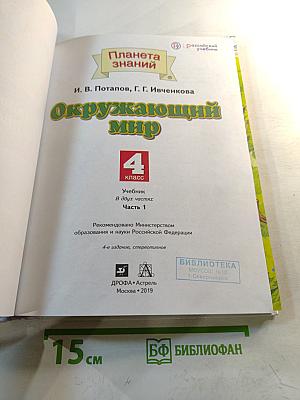 Планета
знаний
российский
учебник
И. В. Потапов, Г. Г. Ивченкова
Окружающий
мир
4
класс
Учебник
В двух частях
Часть 1
Рекомендовано Министерством
образования и науки Российской Федерации
4-е издание, стереотипное
БИБЛИОТЕКА
ДРОФА • Астрель
Москва • 2019
15 см
БФ БИБЛИОФАН